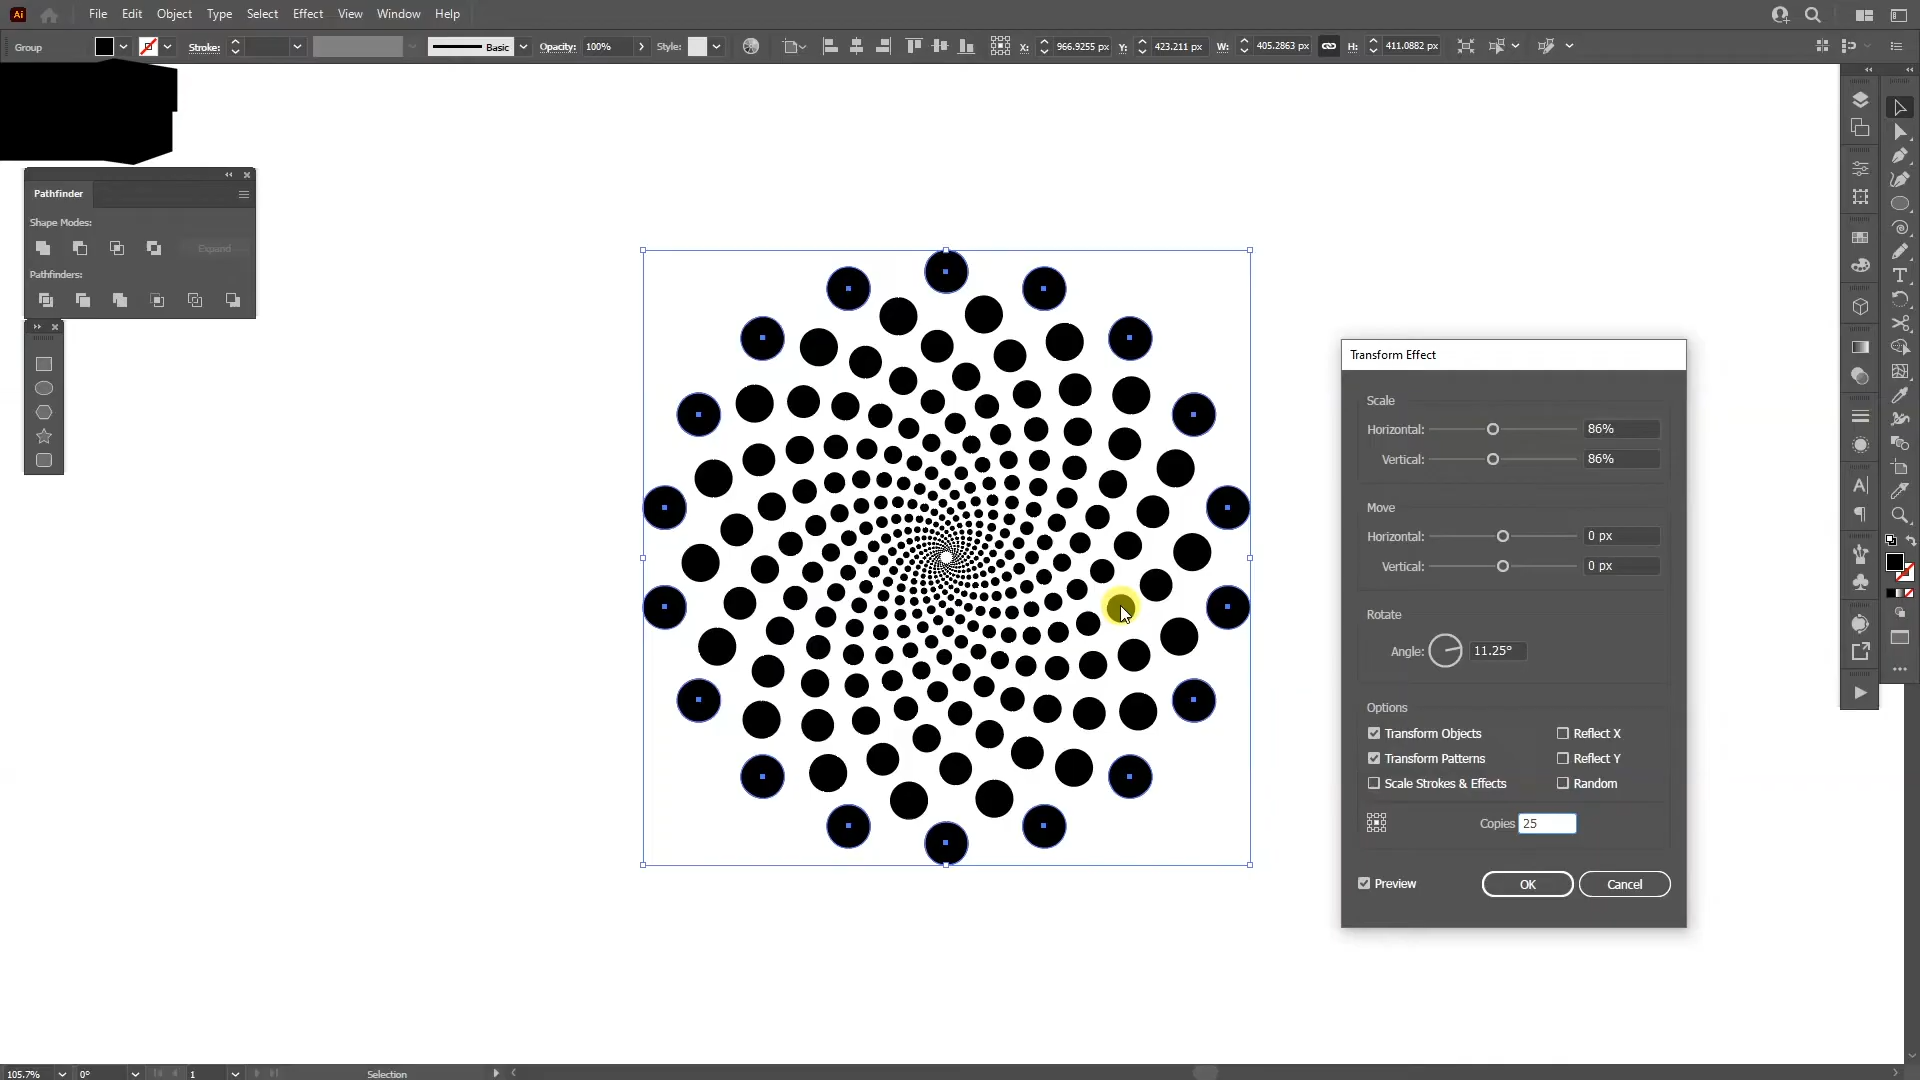 Ai File Edit Object Type Select Effect View Window Help
Group Stroke: Basic Opacity: 100% Style: X: 966.9255 px Y: 423.211 px W: 405.2863 px H: 411.0882 px
Pathfinder
Shape Modes:
Expand
Pathfinders:
Transform Effect
Scale
Horizontal: 86%
Vertical: 86%
Move
Horizontal: 0 px
Vertical: 0 px
Rotate
Angle: 11.25°
Options
Transform Objects Reflect X
Transform Patterns Reflect Y
Scale Strokes & Effects Random
Copies 25
Preview OK Cancel
105.7% 0° 1 Selection